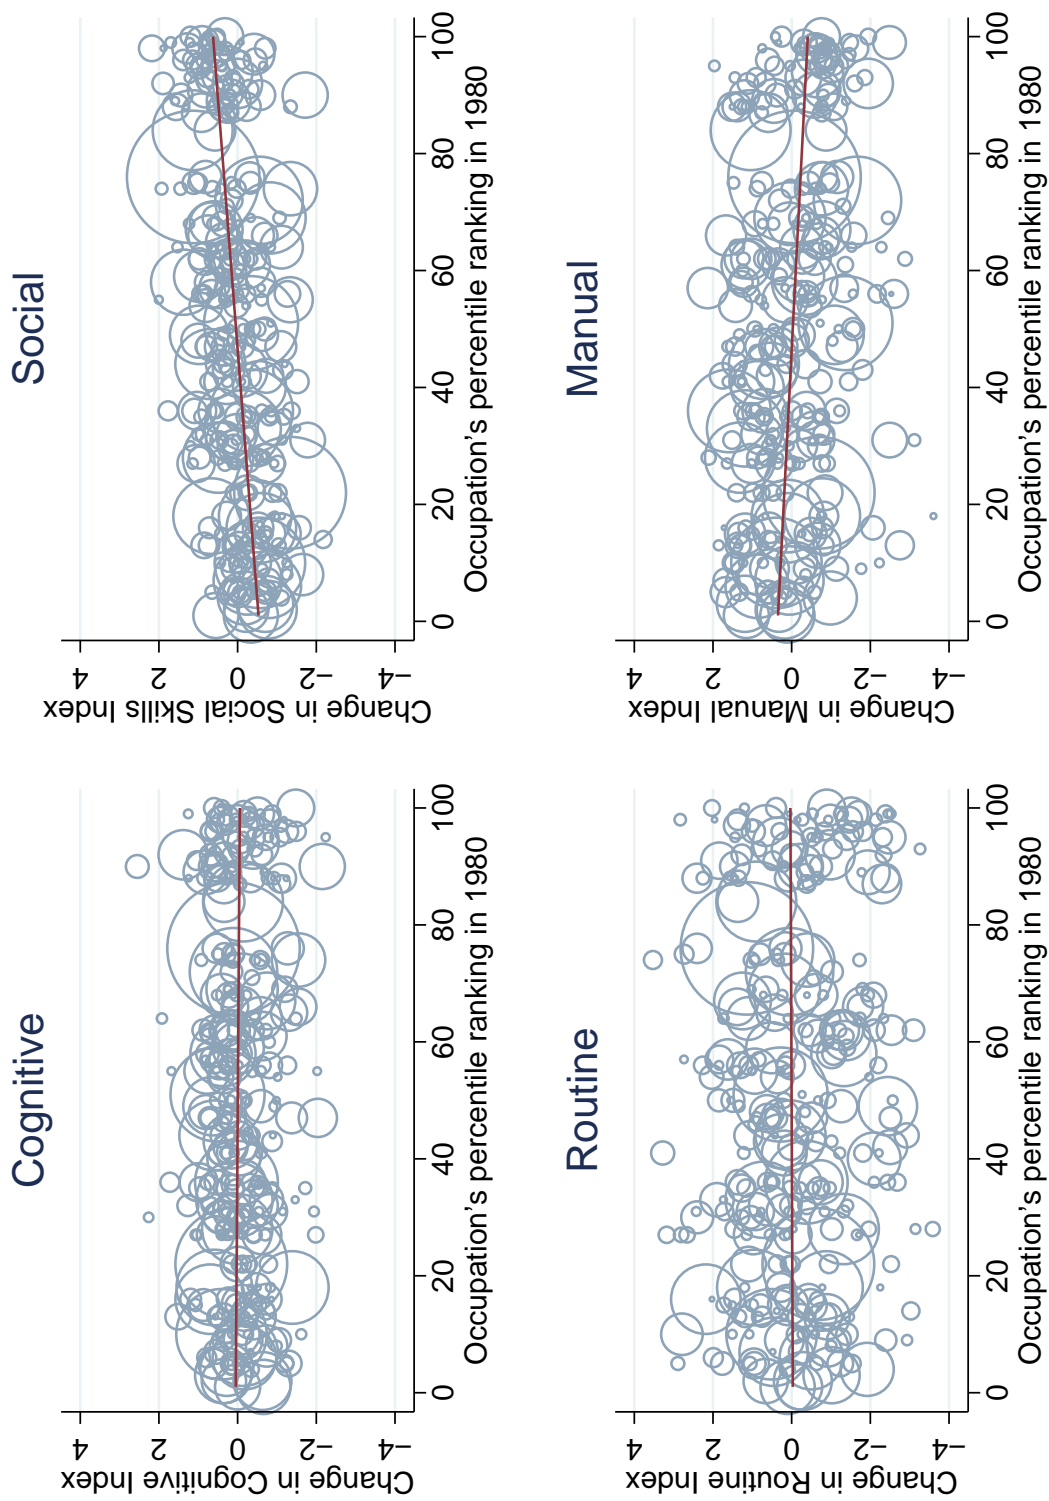 Cognitive
Change in Cognitive Index
4
2
0
−2
−4
0 20 40 60 80 100
Occupation's percentile ranking in 1980
Social
Change in Social Skills Index
4
2
0
−2
−4
0 20 40 60 80 100
Occupation's percentile ranking in 1980
Routine
Change in Routine Index
4
2
0
−2
−4
0 20 40 60 80 100
Occupation's percentile ranking in 1980
Manual
Change in Manual Index
4
2
0
−2
−4
0 20 40 60 80 100
Occupation's percentile ranking in 1980